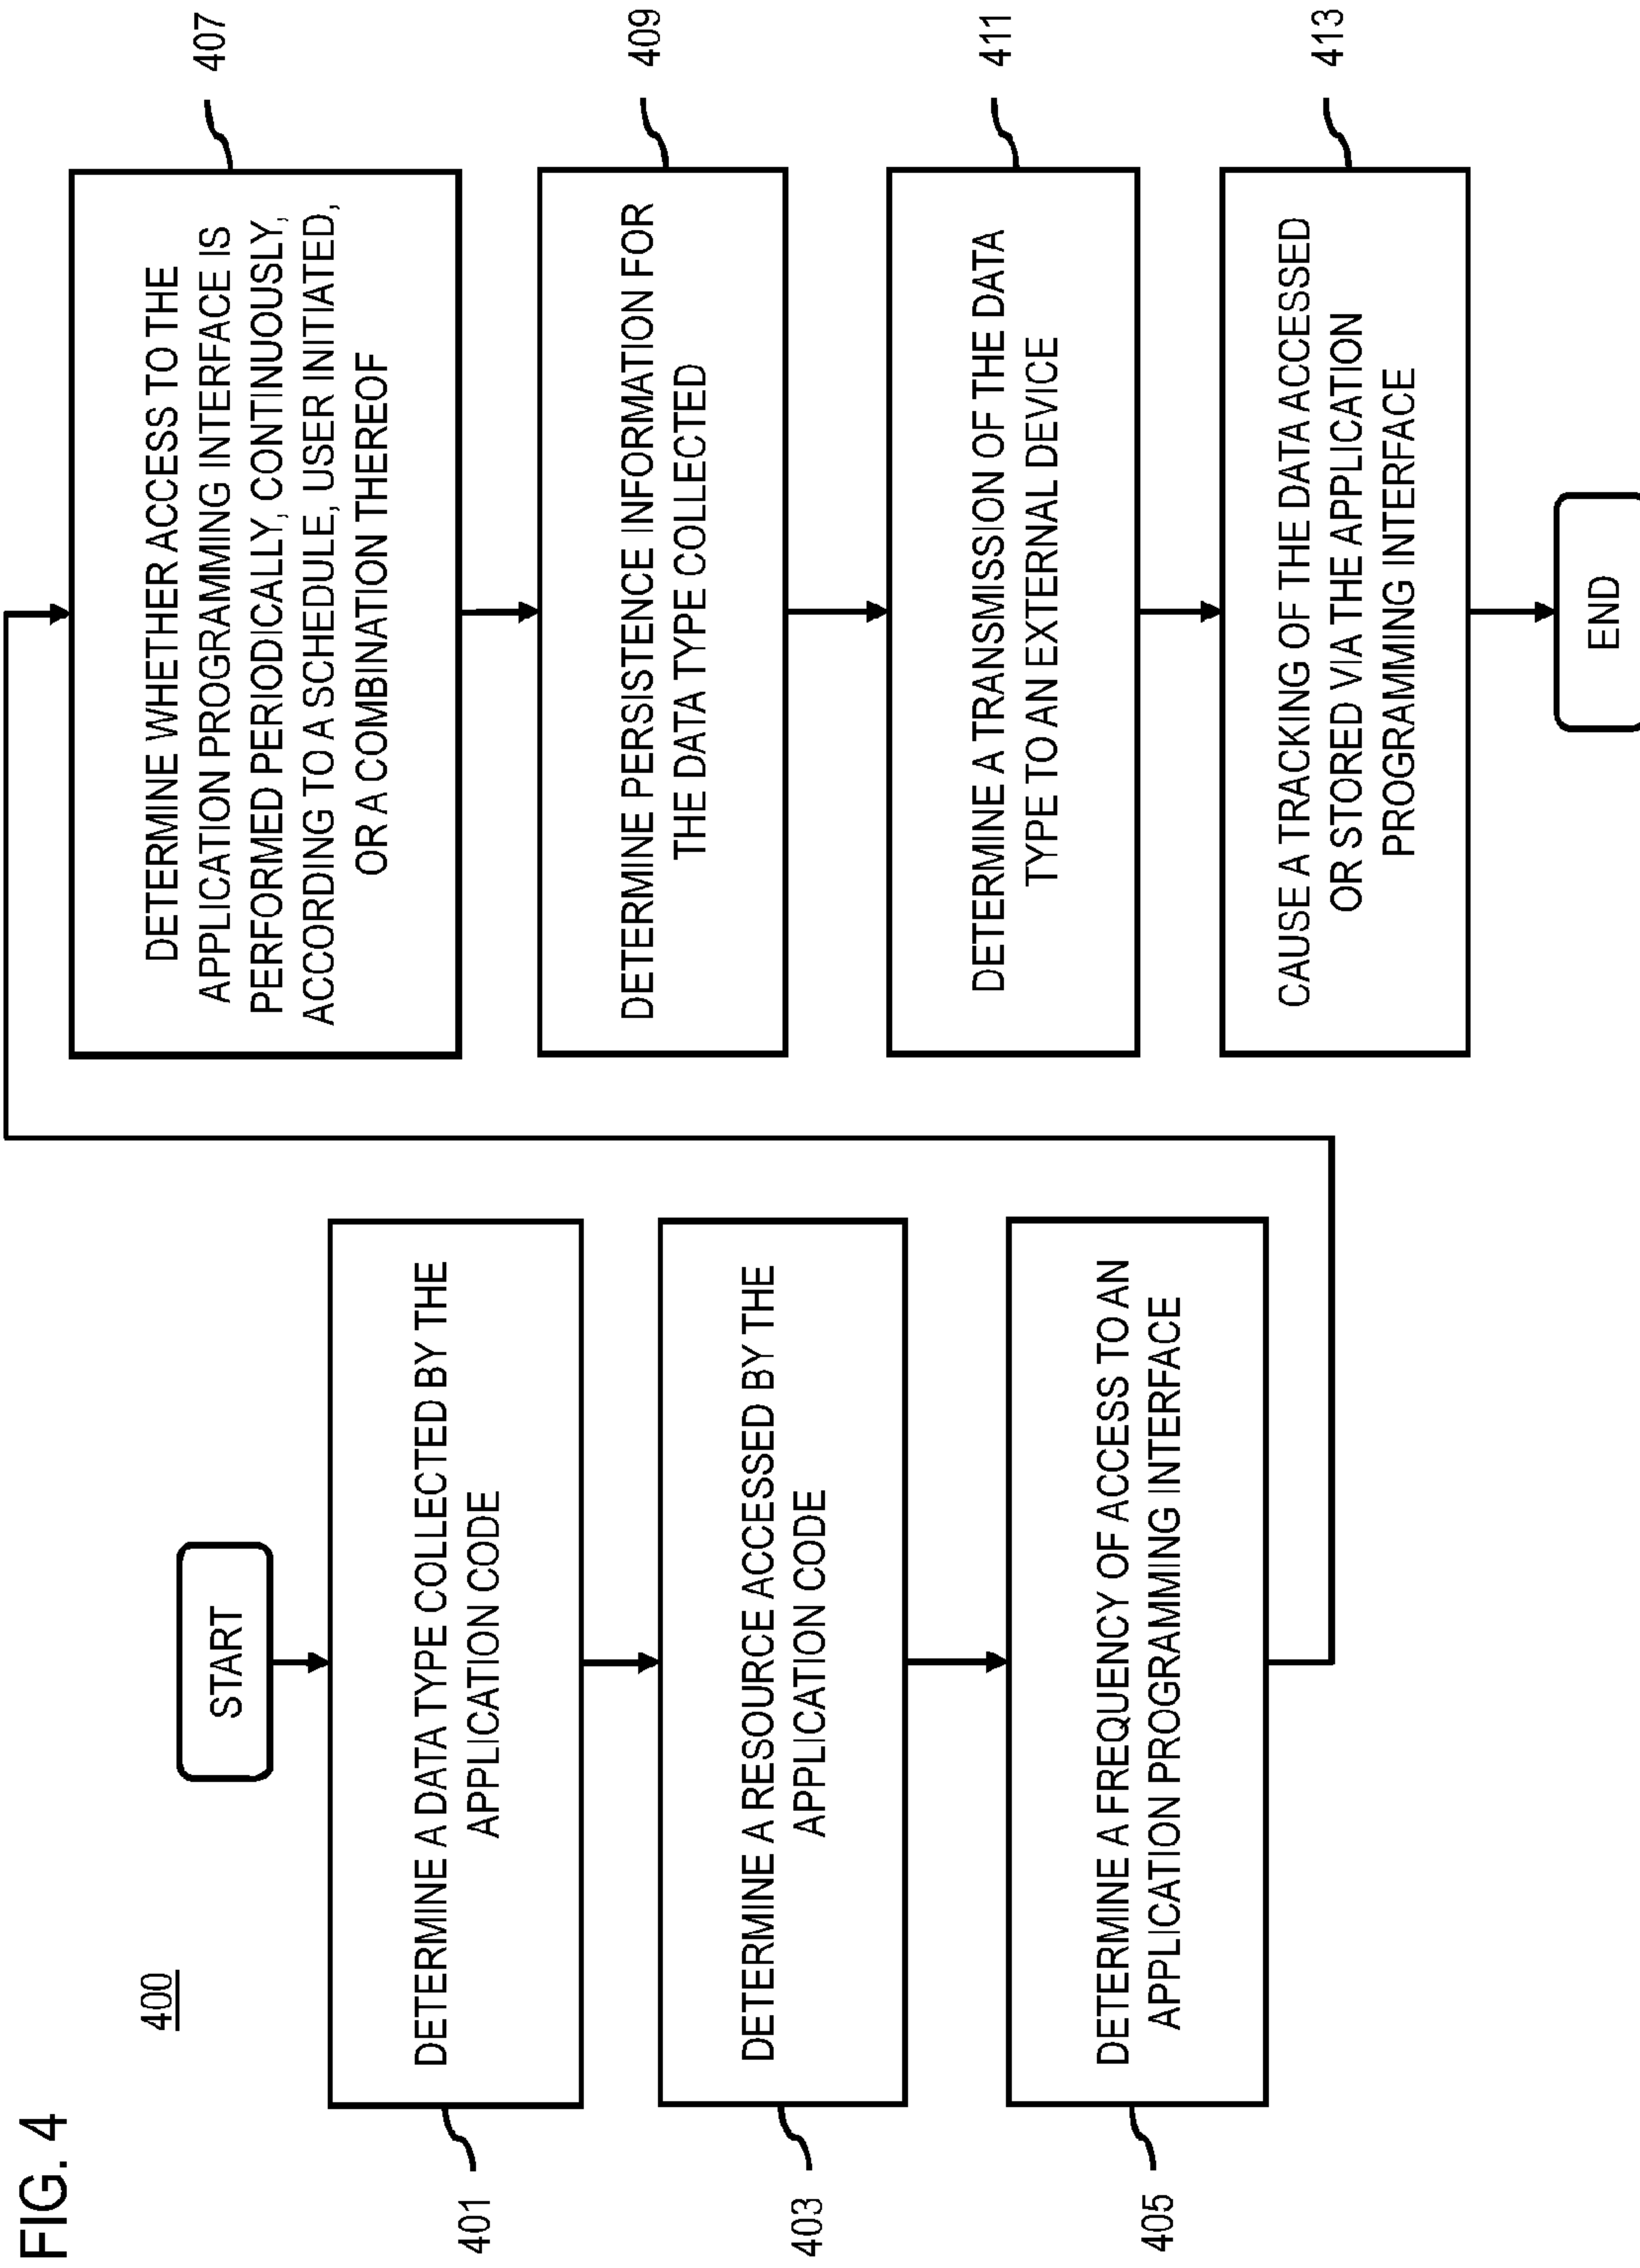 FIG. 4
400
START
DETERMINE A DATA TYPE COLLECTED BY THE
APPLICATION CODE
401
DETERMINE A RESOURCE ACCESSED BY THE
APPLICATION CODE
403
DETERMINE A FREQUENCY OF ACCESS TO AN
APPLICATION PROGRAMMING INTERFACE
405
DETERMINE WHETHER ACCESS TO THE
APPLICATION PROGRAMMING INTERFACE IS
PERFORMED PERIODICALLY, CONTINUOUSLY,
ACCORDING TO A SCHEDULE, USER INITIATED,
OR A COMBINATION THEREOF
407
DETERMINE PERSISTENCE INFORMATION FOR
THE DATA TYPE COLLECTED
409
DETERMINE A TRANSMISSION OF THE DATA
TYPE TO AN EXTERNAL DEVICE
411
CAUSE A TRACKING OF THE DATA ACCESSED
OR STORED VIA THE APPLICATION
PROGRAMMING INTERFACE
413
END